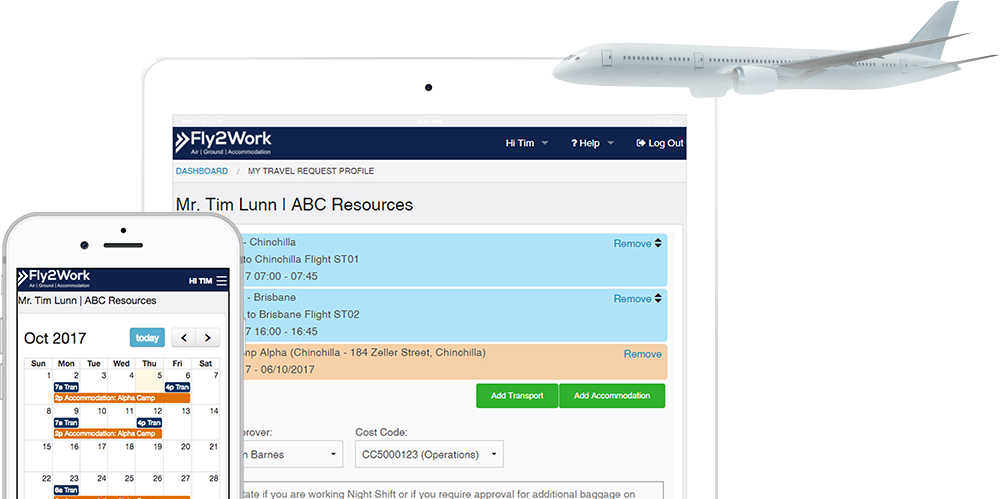 Fly2Work
Air | Ground | Accommodation
Hi Tim
? Help
Log Out
DASHBOARD / MY TRAVEL REQUEST PROFILE
Mr. Tim Lunn | ABC Resources
- Chinchilla
Remove
to Chinchilla Flight ST01
7 07:00 - 07:45
- Brisbane
Remove
to Brisbane Flight ST02
7 16:00 - 16:45
mp Alpha (Chinchilla - 184 Zeller Street, Chinchilla)
Remove
7 - 06/10/2017
Add Transport
Add Accommodation
rover:
Cost Code:
n Barnes
CC5000123 (Operations)
tate if you are working Night Shift or if you require approval for additional baggage on
Fly2Work
Air | Ground | Accommodation
HI TIM
Mr. Tim Lunn | ABC Resources
Oct 2017
today
< >
Sun Mon Tue Wed Thu Fri Sat
1 2 3 4 5 6 7
7a Tran 4p Tran
2p Accommodation: Alpha Camp
8 9 10 11 12 13 14
7a Tran 4p Tran
2p Accommodation: Alpha Camp
15 16 17 18 19 20 21
22 23 24 25 26 27 28
6a Tran